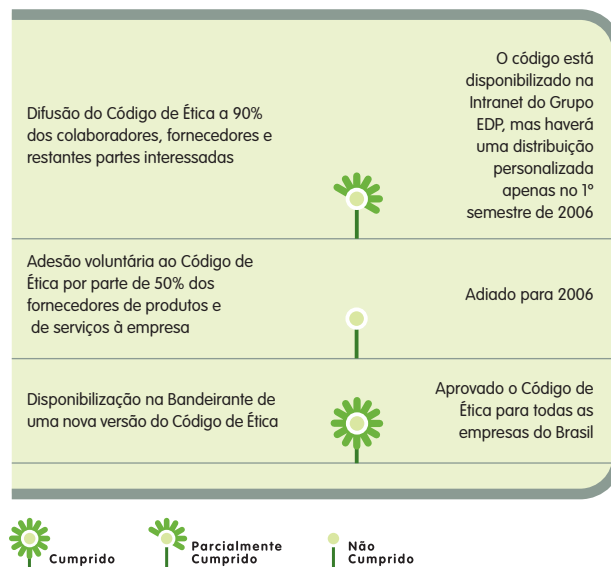 Difusão do Código de Ética a 90%
dos colaboradores, fornecedores e
restantes partes interessadas
O código está
disponibilizado na
Intranet do Grupo
EDP, mas haverá
uma distribuição
personalizada
apenas no 1º
semestre de 2006
Adesão voluntária ao Código de
Ética por parte de 50% dos
fornecedores de produtos e
de serviços à empresa
Adiado para 2006
Disponibilização na Bandeirante de
uma nova versão do Código de Ética
Aprovado o Código de
Ética para todas as
empresas do Brasil
Cumprido
Parcialmente
Cumprido
Não
Cumprido